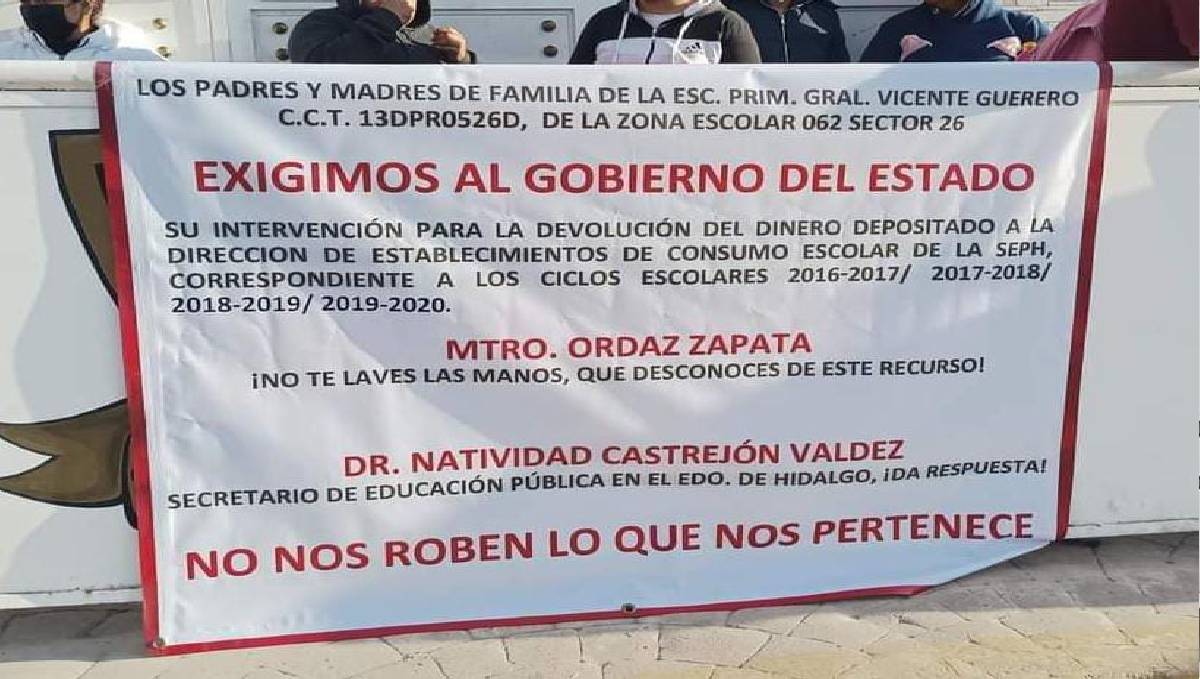 LOS PADRES Y MADRES DE FAMILIA DE LA ESC. PRIM. GRAL. VICENTE GUERERO
C.C.T. 13DPR0526D, DE LA ZONA ESCOLAR 062 SECTOR 26
EXIGIMOS AL GOBIERNO DEL ESTADO
SU INTERVENCIÓN PARA LA DEVOLUCIÓN DEL DINERO DEPOSITADO A LA
DIRECCION DE ESTABLECIMIENTOS DE CONSUMO ESCOLAR DE LA SEPH,
CORRESPONDIENTE A LOS CICLOS ESCOLARES 2016-2017/ 2017-2018/
2018-2019/ 2019-2020.
MTRO. ORDAZ ZAPATA
¡NO TE LAVES LAS MANOS, QUE DESCONOCES DE ESTE RECURSO!
DR. NATIVIDAD CASTREJÓN VALDEZ
SECRETARIO DE EDUCACIÓN PÚBLICA EN EL EDO. DE HIDALGO, ¡DA RESPUESTA!
NO NOS ROBEN LO QUE NOS PERTENECE